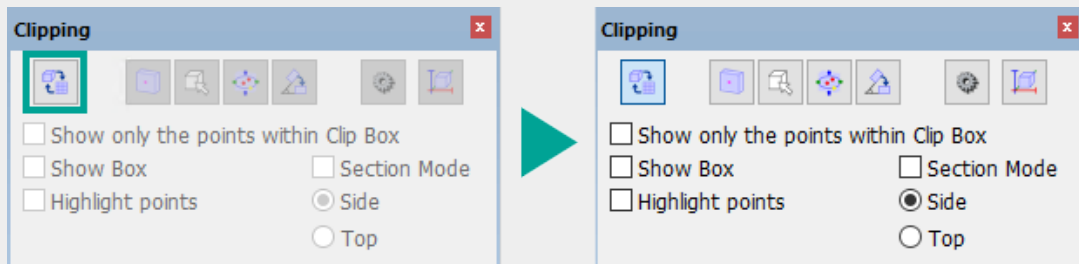 Clipping
Show only the points within Clip Box
Show Box
Section Mode
Highlight points
Side
Top
Clipping
Show only the points within Clip Box
Show Box
Section Mode
Highlight points
Side
Top